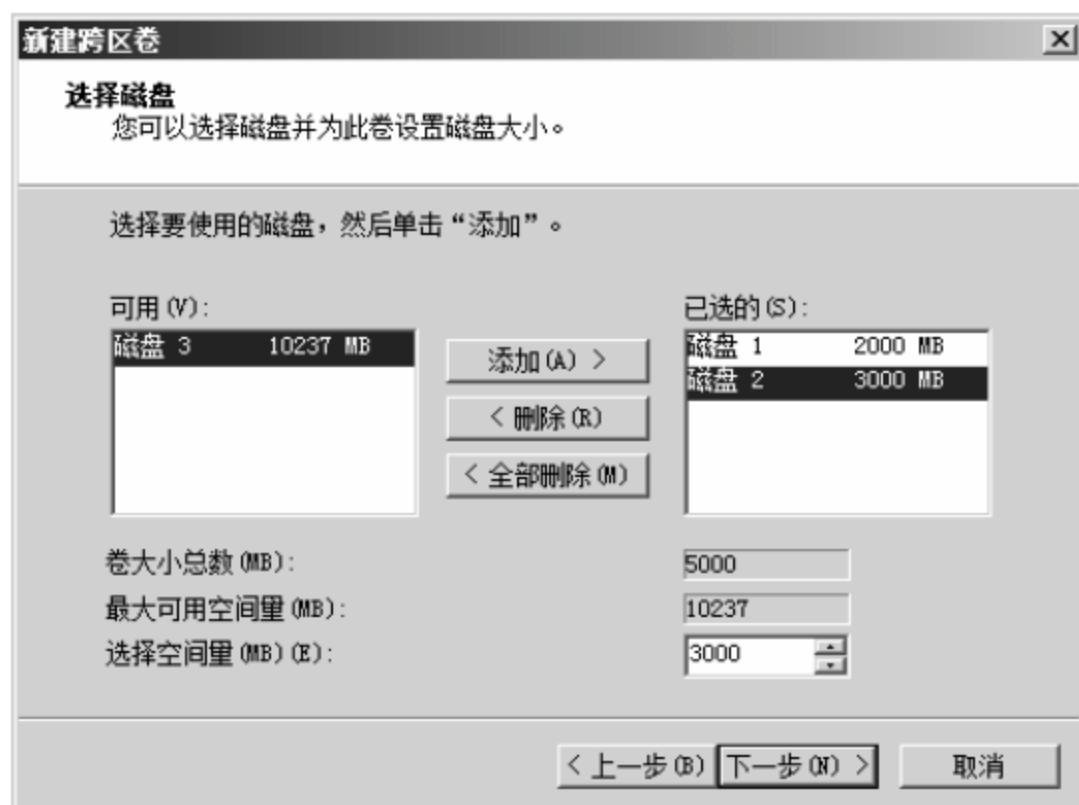 新建跨区卷
选择磁盘
您可以选择磁盘并为此卷设置磁盘大小。
选择要使用的磁盘，然后单击“添加”。
可用(V): 已选的(S):
磁盘 3 10237 MB 添加(A) > 磁盘 1 2000 MB
磁盘 2 3000 MB
< 删除(R)
< 全部删除(M)
卷大小总数(MB): 5000
最大可用空间量(MB): 10237
选择空间量(MB)(E): 3000
< 上一步(B) 下一步(N) > 取消